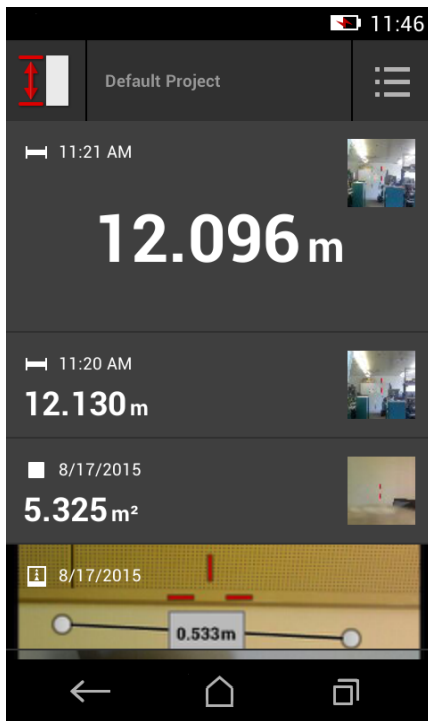 11:46
Default Project
11:21 AM
12.096 m
11:20 AM
12.130 m
8/17/2015
5.325 m²
8/17/2015
0.533m